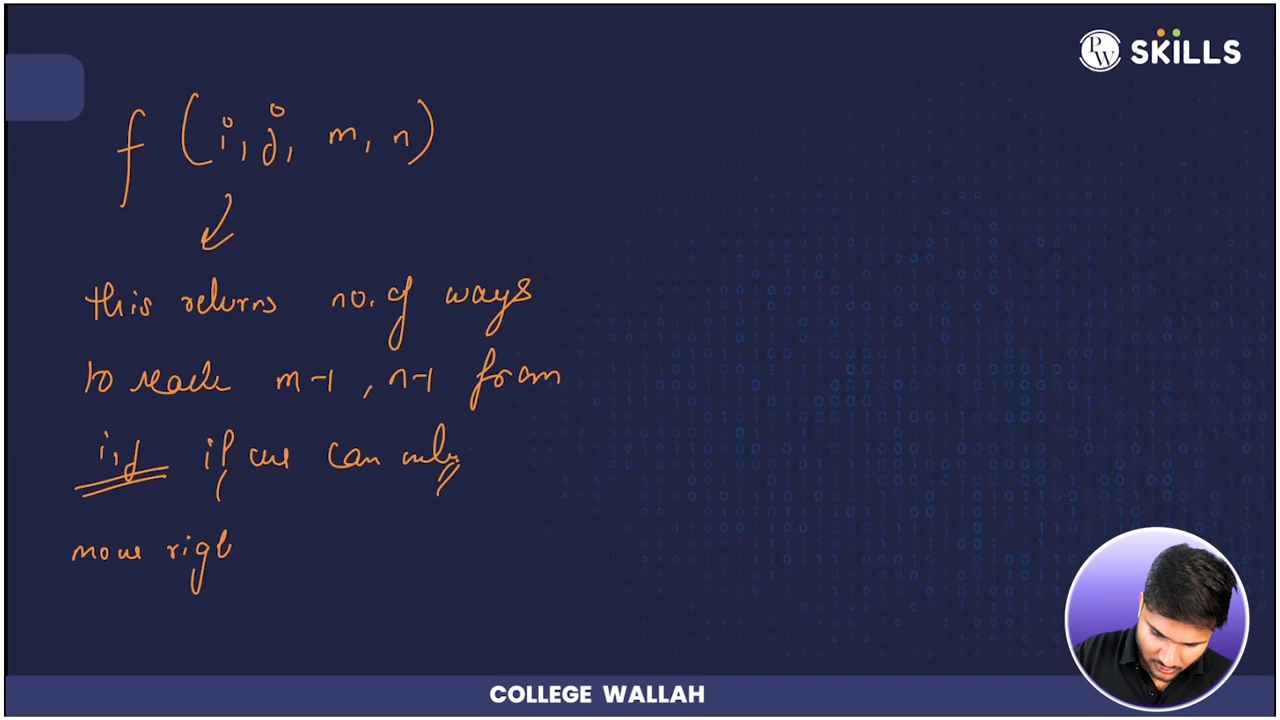 PW SKILLS
f (i, j, m, n)
this returns no. of ways
to reach m-1, n-1 from
i,j if we can only
move righ
COLLEGE WALLAH